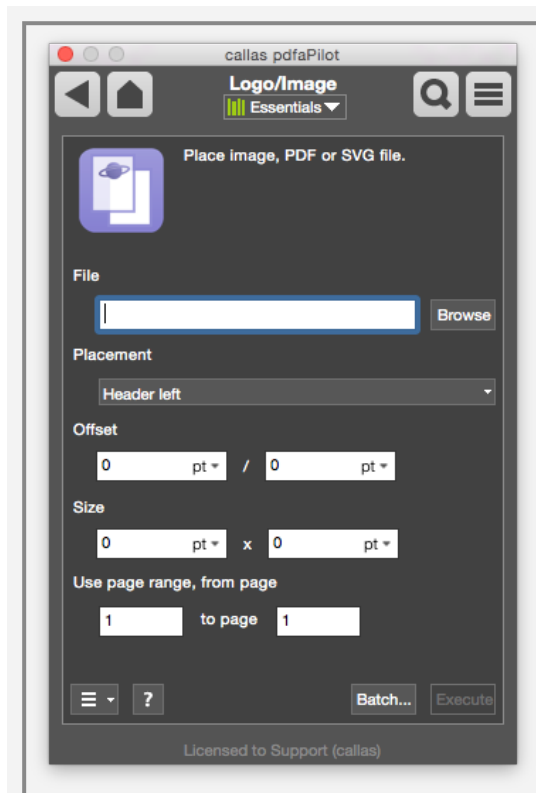 callas pdfaPilot
Logo/Image
Essentials
Place image, PDF or SVG file.
File
Browse
Placement
Header left
Offset
0 pt / 0 pt
Size
0 pt x 0 pt
Use page range, from page
1 to page 1
? Batch... Execute
Licensed to Support (callas)